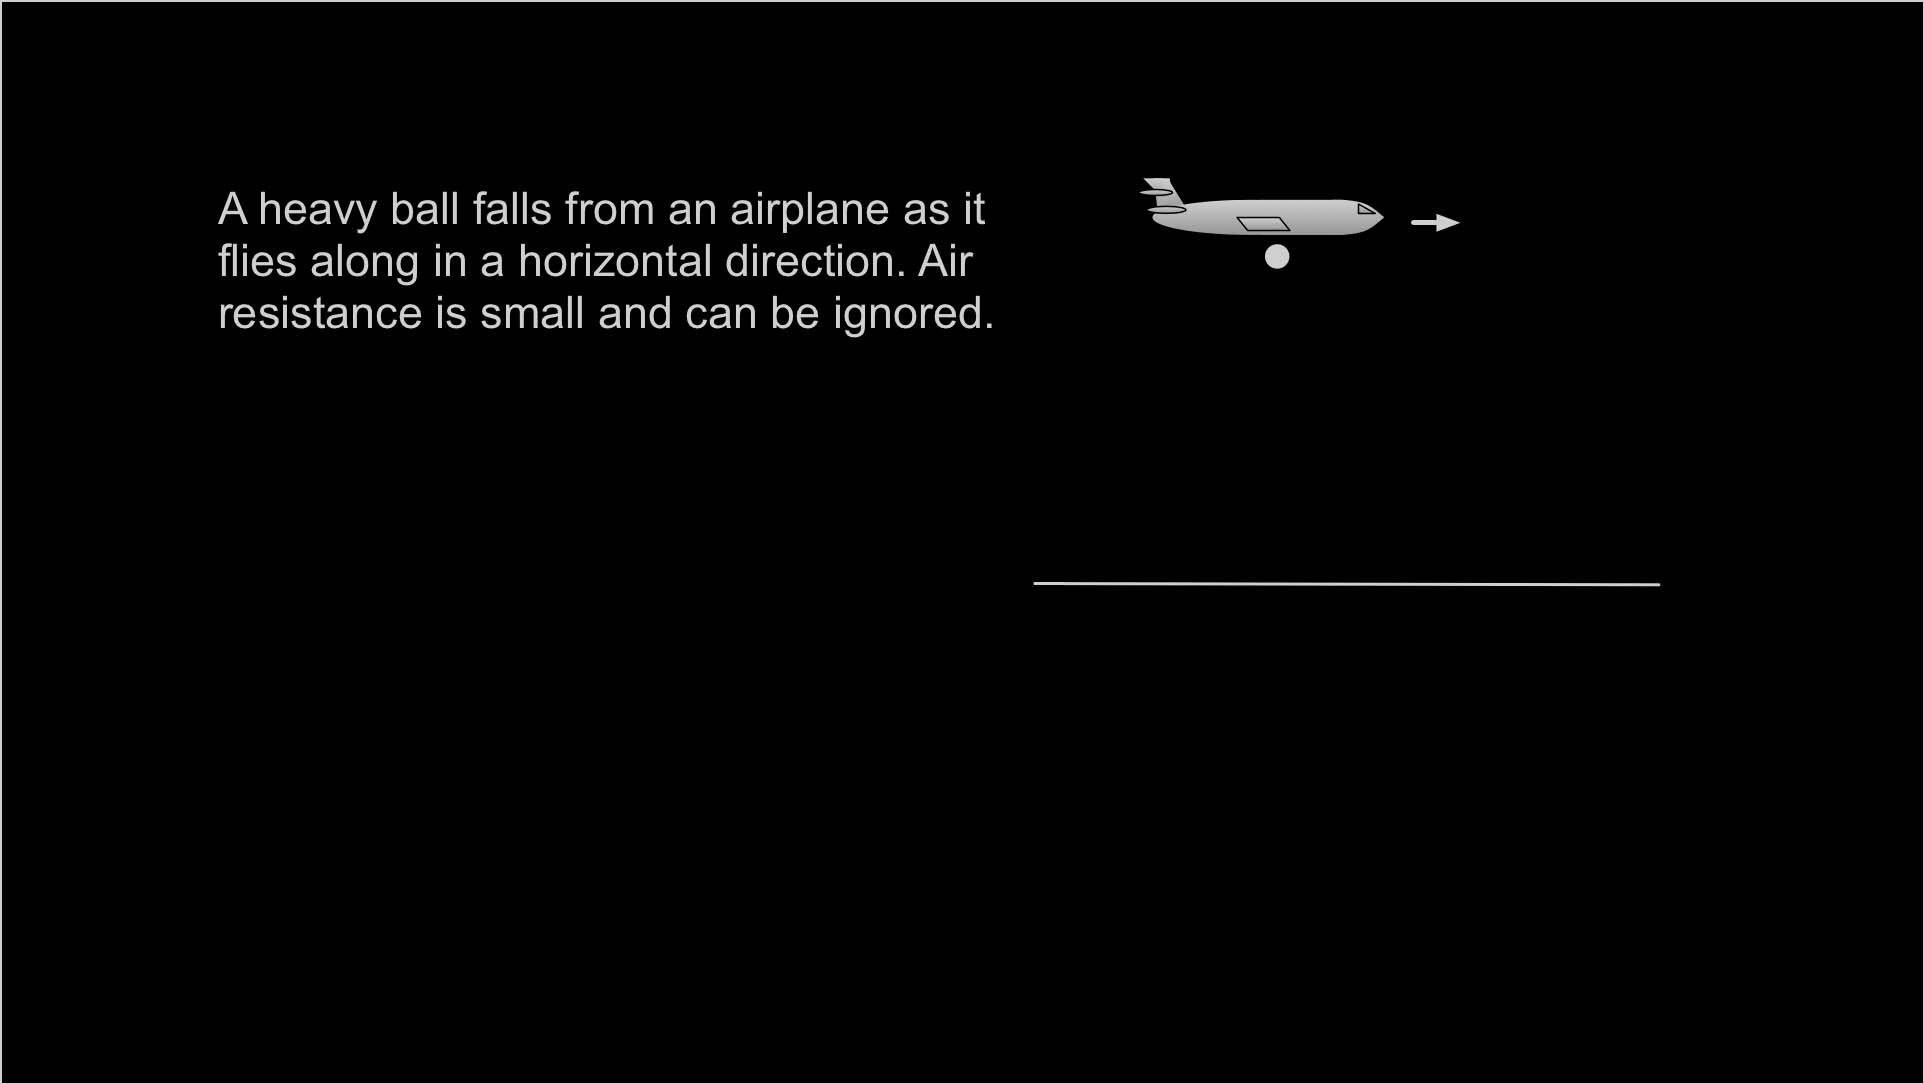 A heavy ball falls from an airplane as it
flies along in a horizontal direction. Air
resistance is small and can be ignored.